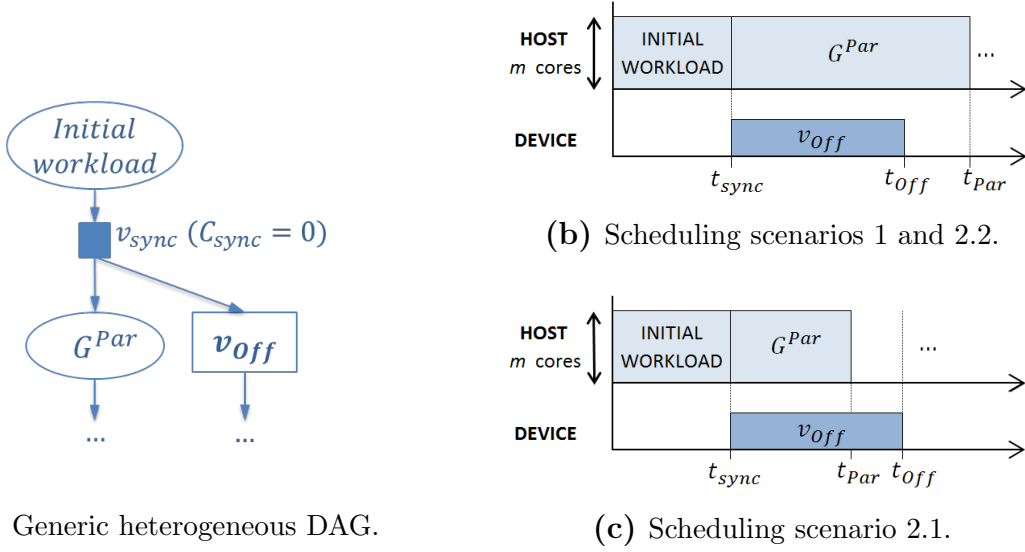 Initial
workload
v_sync (C_sync = 0)
G^Par
v_Off
...
...
Generic heterogeneous DAG.
HOST
m cores
INITIAL
WORKLOAD
G^Par
...
DEVICE
v_Off
t_sync
t_Off
t_Par
(b) Scheduling scenarios 1 and 2.2.
HOST
m cores
INITIAL
WORKLOAD
G^Par
...
DEVICE
v_Off
t_sync
t_Par
t_Off
(c) Scheduling scenario 2.1.